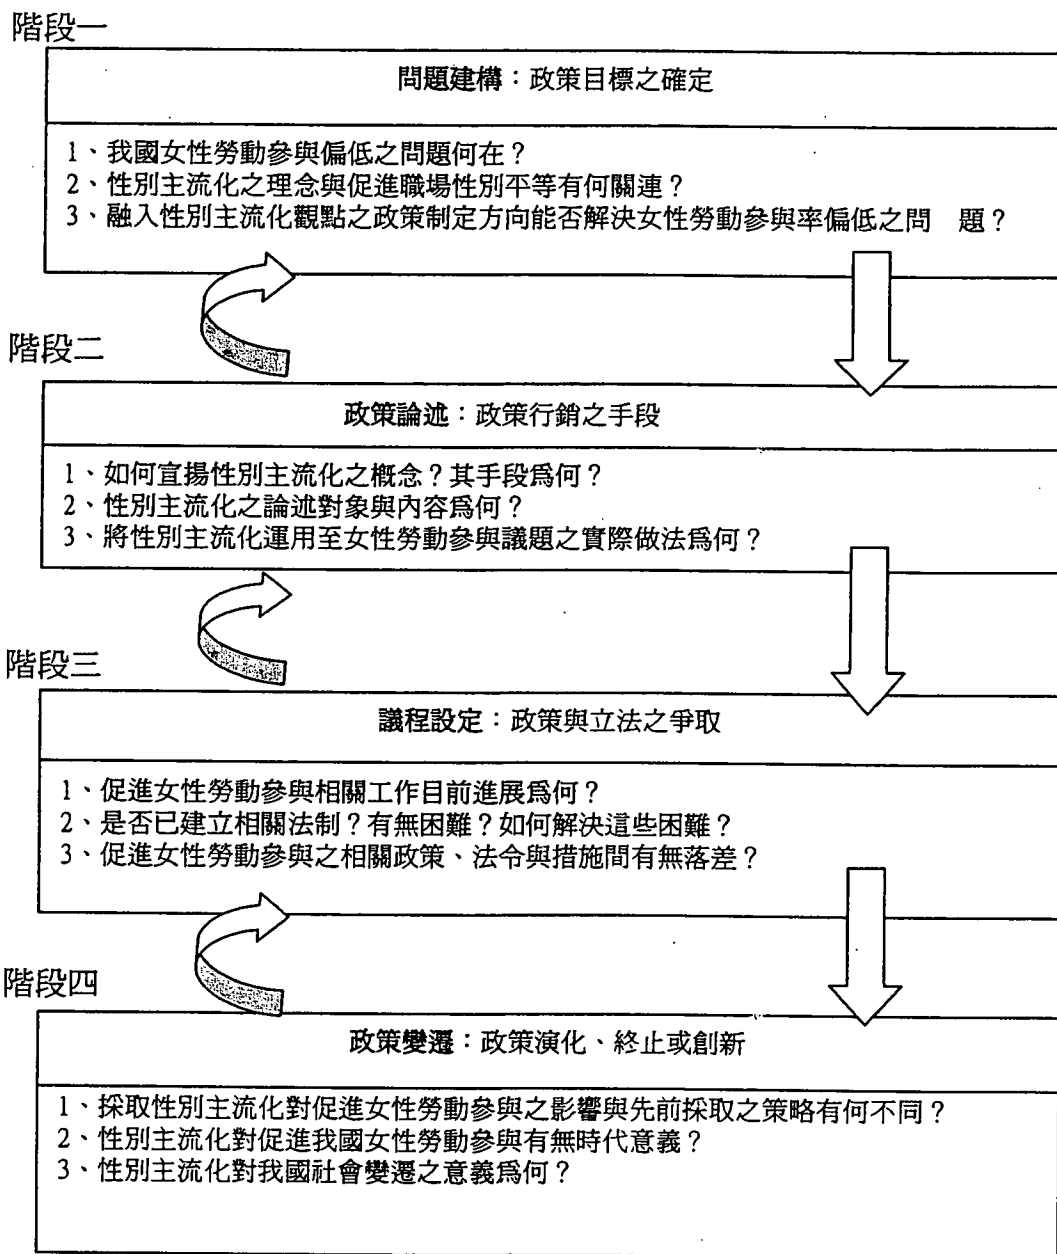 階段一
問題建構：政策目標之確定
1、我國女性勞動參與偏低之問題何在？
2、性別主流化之理念與促進職場性別平等有何關連？
3、融入性別主流化觀點之政策制定方向能否解決女性勞動參與率偏低之問　題？
階段二
政策論述：政策行銷之手段
1、如何宣揚性別主流化之概念？其手段為何？
2、性別主流化之論述對象與內容為何？
3、將性別主流化運用至女性勞動參與議題之實際做法為何？
階段三
議程設定：政策與立法之爭取
1、促進女性勞動參與相關工作目前進展為何？
2、是否已建立相關法制？有無困難？如何解決這些困難？
3、促進女性勞動參與之相關政策、法令與措施間有無落差？
階段四
政策變遷：政策演化、終止或創新
1、採取性別主流化對促進女性勞動參與之影響與先前採取之策略有何不同？
2、性別主流化對促進我國女性勞動參與有無時代意義？
3、性別主流化對我國社會變遷之意義為何？